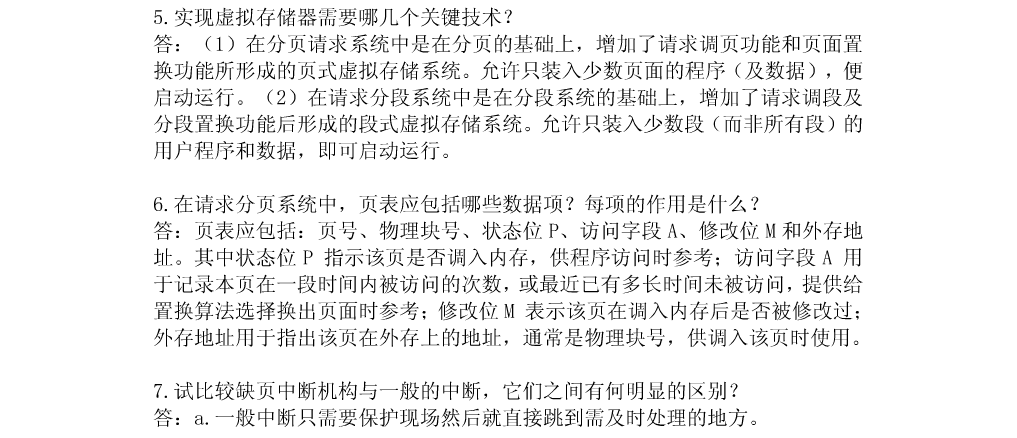 5.实现虚拟存储器需要哪几个关键技术？
答：（1）在分页请求系统中是在分页的基础上，增加了请求调页功能和页面置
换功能所形成的页式虚拟存储系统。允许只装入少数页面的程序（及数据），便
启动运行。（2）在请求分段系统中是在分段系统的基础上，增加了请求调段及
分段置换功能后形成的段式虚拟存储系统。允许只装入少数段（而非所有段）的
用户程序和数据，即可启动运行。
6.在请求分页系统中，页表应包括哪些数据项？每项的作用是什么？
答：页表应包括：页号、物理块号、状态位 P、访问字段 A、修改位 M 和外存地
址。其中状态位 P 指示该页是否调入内存，供程序访问时参考；访问字段 A 用
于记录本页在一段时间内被访问的次数，或最近已有多长时间未被访问，提供给
置换算法选择换出页面时参考；修改位 M 表示该页在调入内存后是否被修改过；
外存地址用于指出该页在外存上的地址，通常是物理块号，供调入该页时使用。
7.试比较缺页中断机构与一般的中断，它们之间有何明显的区别？
答：a.一般中断只需要保护现场然后就直接跳到需及时处理的地方。